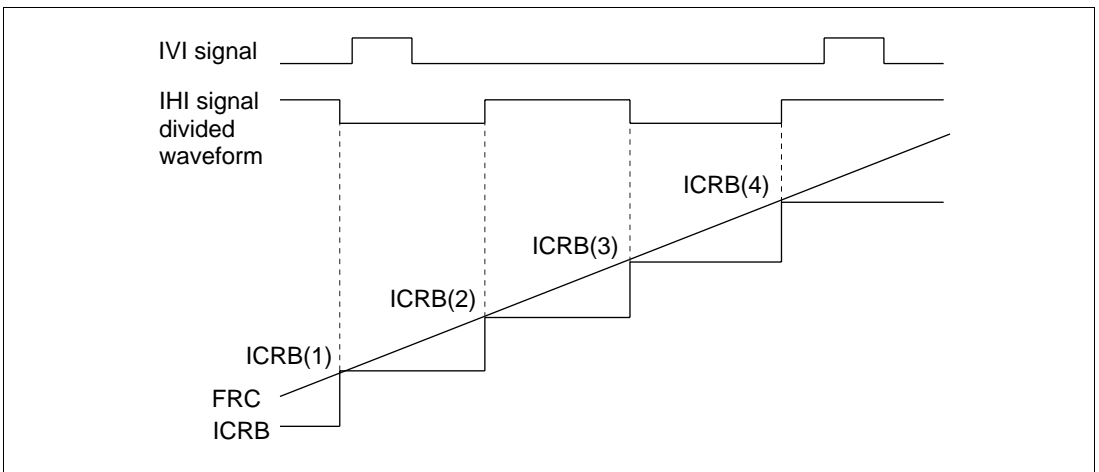 IVI signal
IHI signal
divided
waveform
ICRB(4)
ICRB(3)
ICRB(2)
ICRB(1)
FRC
ICRB